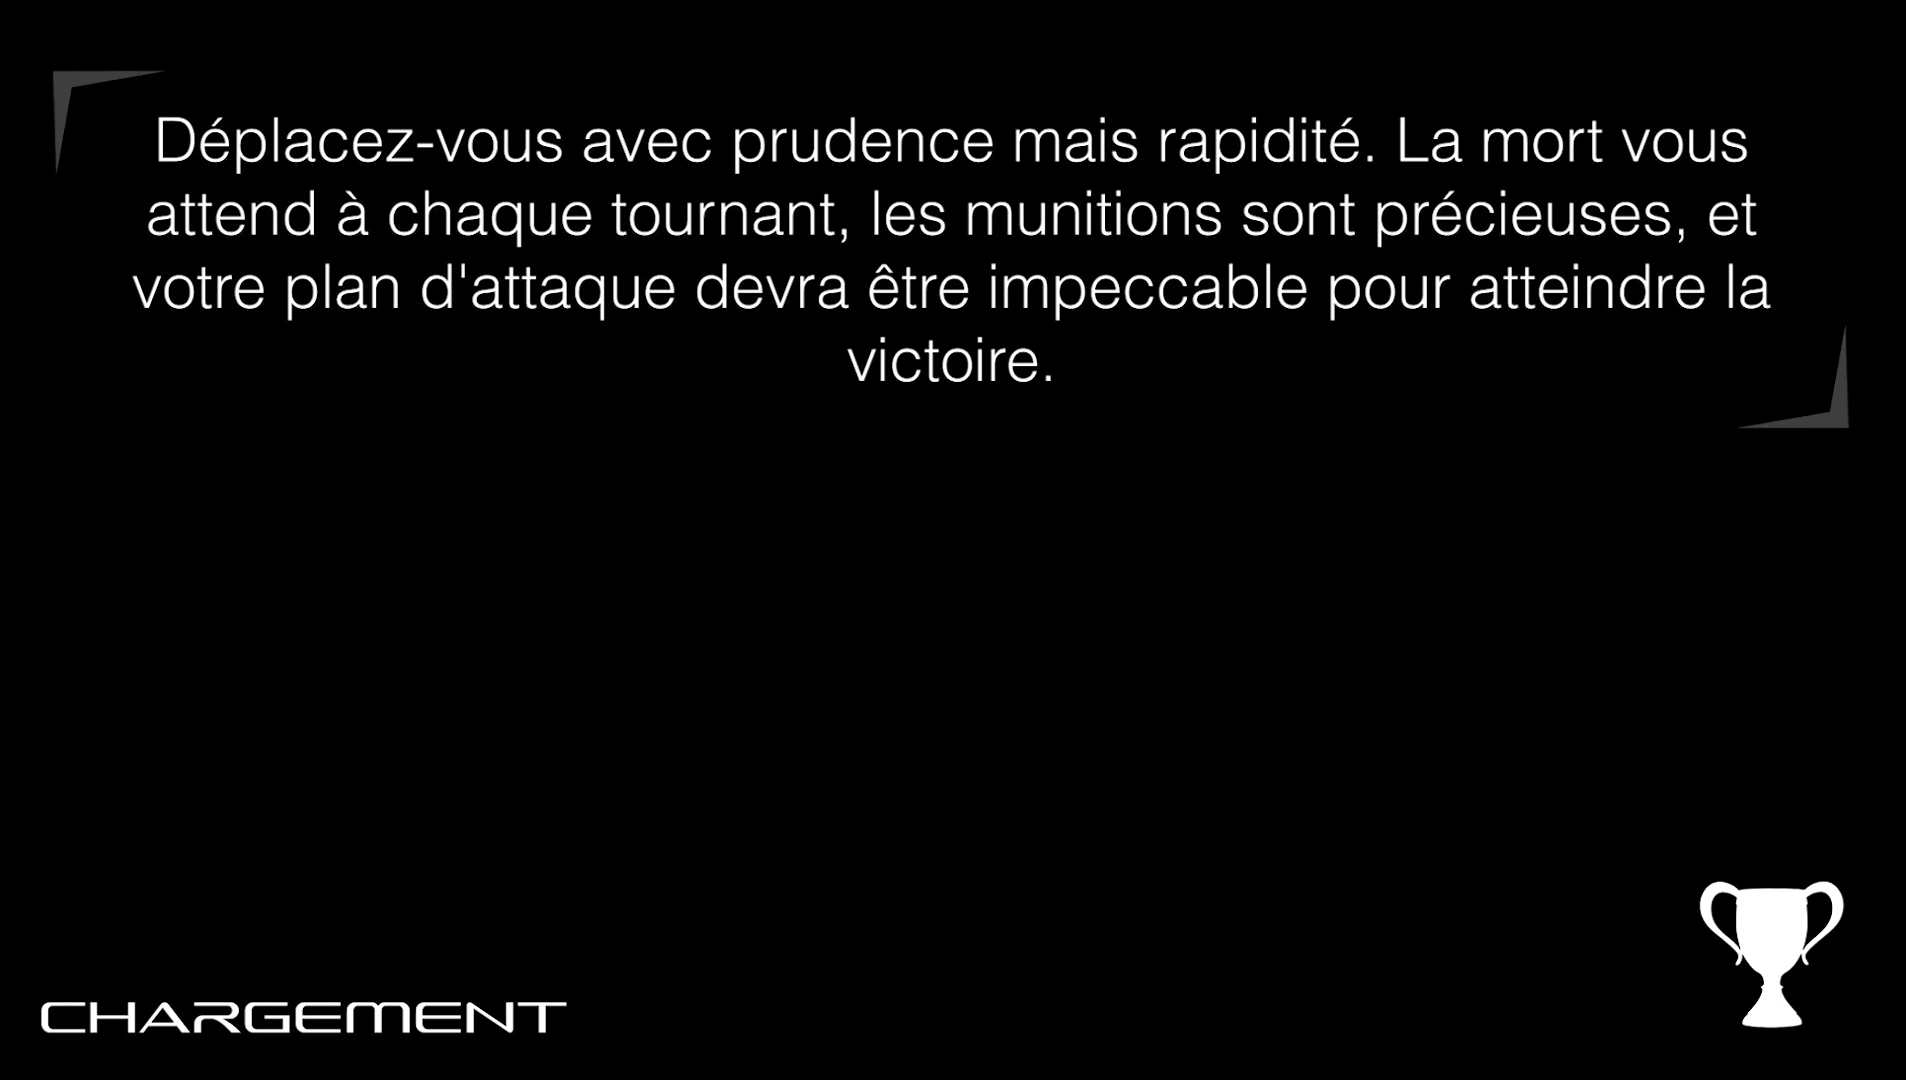 Déplacez-vous avec prudence mais rapidité. La mort vous
attend à chaque tournant, les munitions sont précieuses, et
votre plan d'attaque devra être impeccable pour atteindre la
victoire.
CHARGEMENT